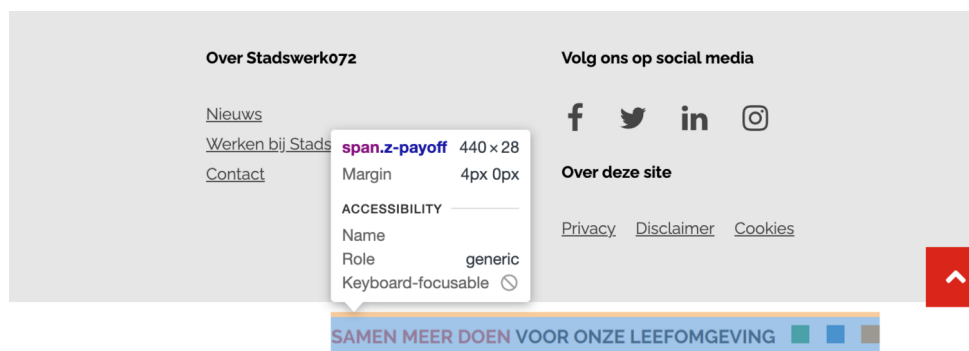 Over Stadswerk072
Nieuws
Werken bij Stads
Contact
Volg ons op social media
Over deze site
Privacy Disclaimer Cookies
span.z-payoff 440 × 28
Margin 4px 0px
ACCESSIBILITY
Name
Role generic
Keyboard-focusable
SAMEN MEER DOEN VOOR ONZE LEEFOMGEVING